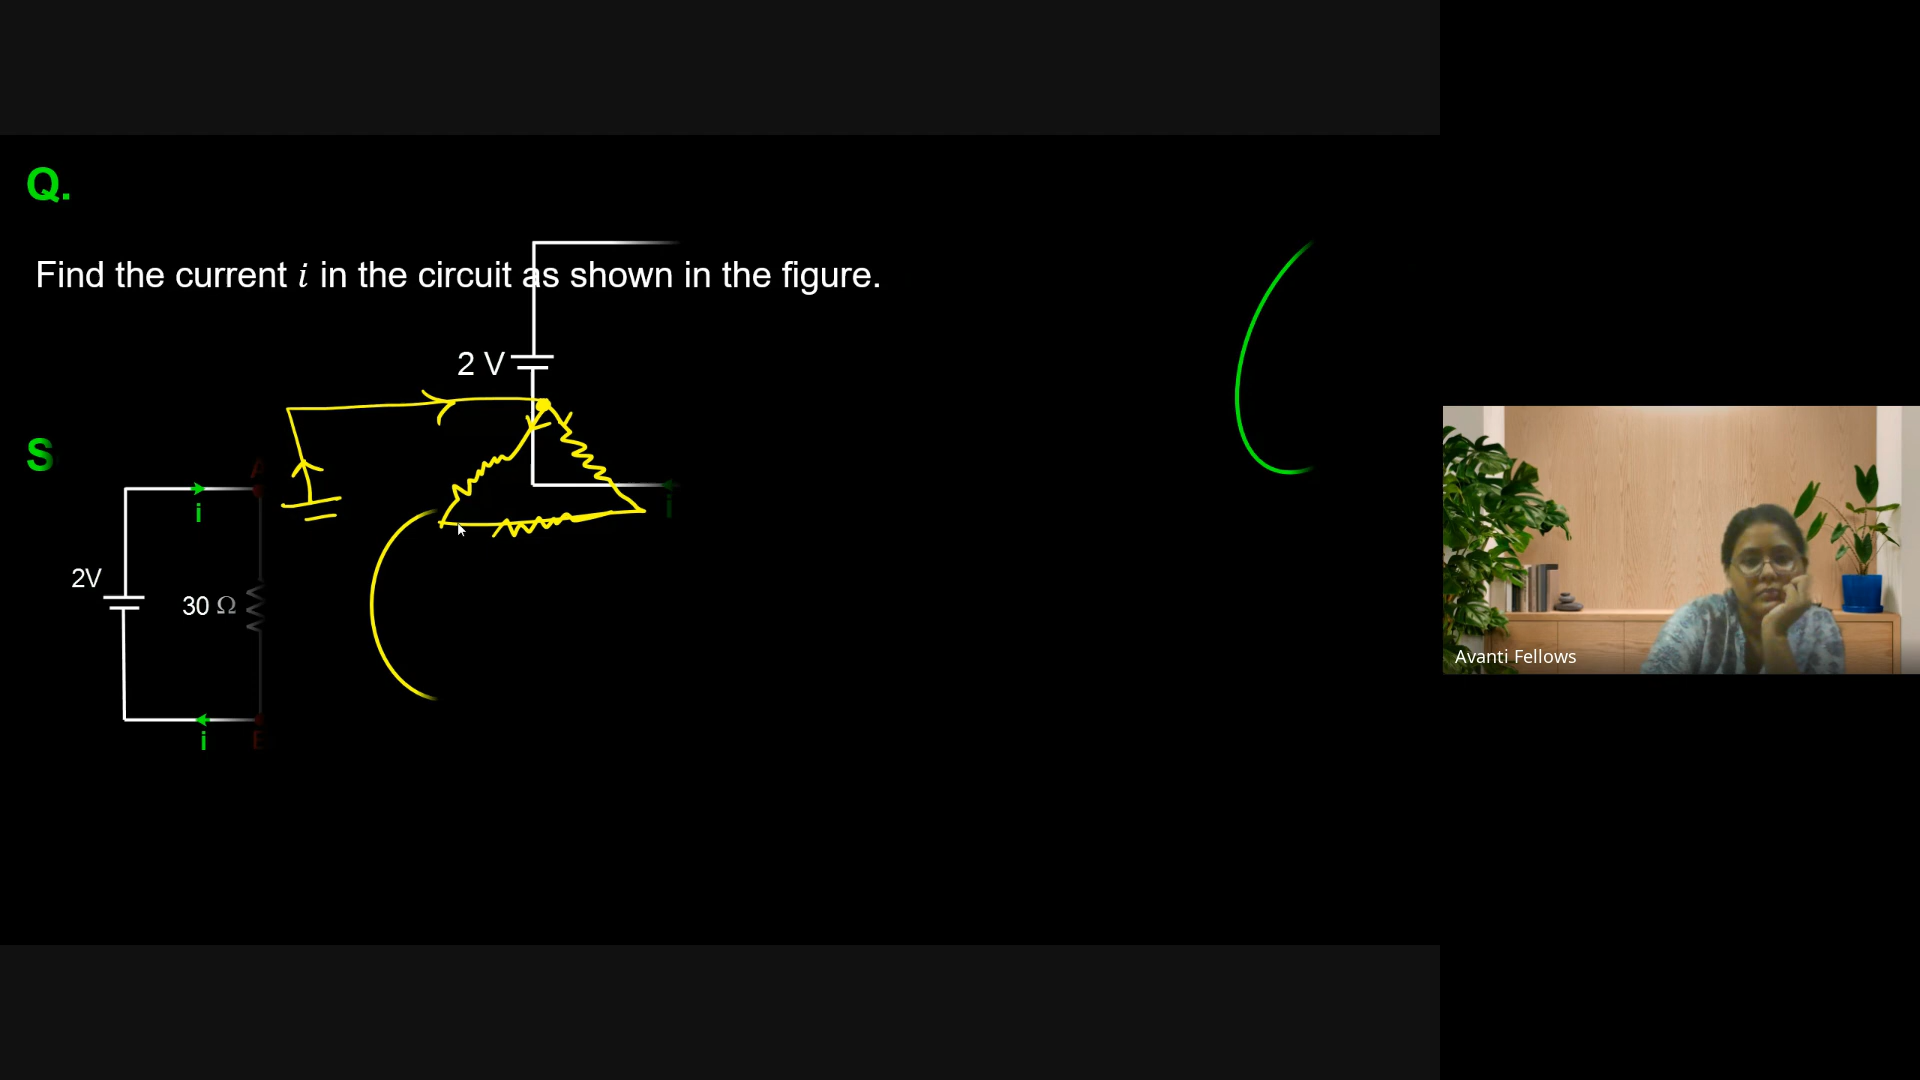 Q.
Find the current i in the circuit as shown in the figure.
2 V
S
A
i
i
2V
30 Ω
i
Avanti Fellows